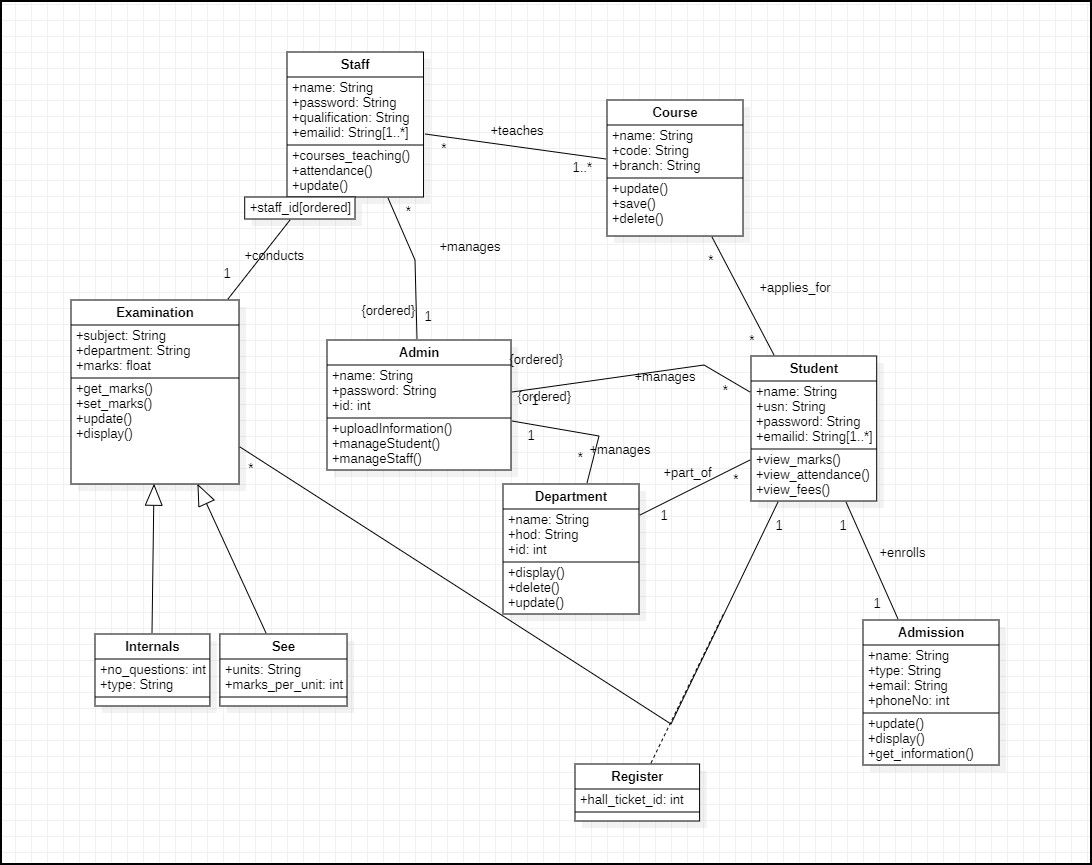 Staff
+name: String
+password: String
+qualification: String
+emailid: String[1..*]
+courses_teaching()
+attendance()
+update()
+staff_id[ordered]
+teaches
*
1..*
Course
+name: String
+code: String
+branch: String
+update()
+save()
+delete()
*
+manages
{ordered}
1
+conducts
1
*
+applies_for
*
Examination
+subject: String
+department: String
+marks: float
+get_marks()
+set_marks()
+update()
+display()
*
Admin
+name: String
+password: String
+id: int
+uploadInformation()
+manageStudent()
+manageStaff()
{ordered}
+manages
*
{ordered}
1
1
+manages
*
Student
+name: String
+usn: String
+password: String
+emailid: String[1..*]
+view_marks()
+view_attendance()
+view_fees()
+part_of
*
1
Department
+name: String
+hod: String
+id: int
+display()
+delete()
+update()
1
1
+enrolls
1
Internals
+no_questions: int
+type: String
See
+units: String
+marks_per_unit: int
Admission
+name: String
+type: String
+email: String
+phoneNo: int
+update()
+display()
+get_information()
Register
+hall_ticket_id: int